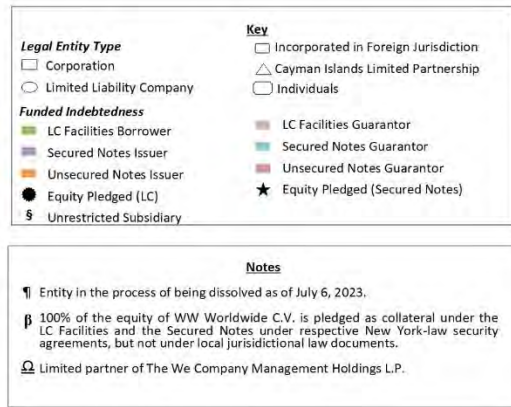 Key
Legal Entity Type
Corporation
Limited Liability Company
Incorporated in Foreign Jurisdiction
Cayman Islands Limited Partnership
Individuals
Funded Indebtedness
LC Facilities Borrower
Secured Notes Issuer
Unsecured Notes Issuer
Equity Pledged (LC)
§ Unrestricted Subsidiary
LC Facilities Guarantor
Secured Notes Guarantor
Unsecured Notes Guarantor
Equity Pledged (Secured Notes)
Notes
¶ Entity in the process of being dissolved as of July 6, 2023.
β 100% of the equity of WW Worldwide C.V. is pledged as collateral under the
LC Facilities and the Secured Notes under respective New York-law security
agreements, but not under local jurisdictional law documents.
♎ Limited partner of The We Company Management Holdings L.P.